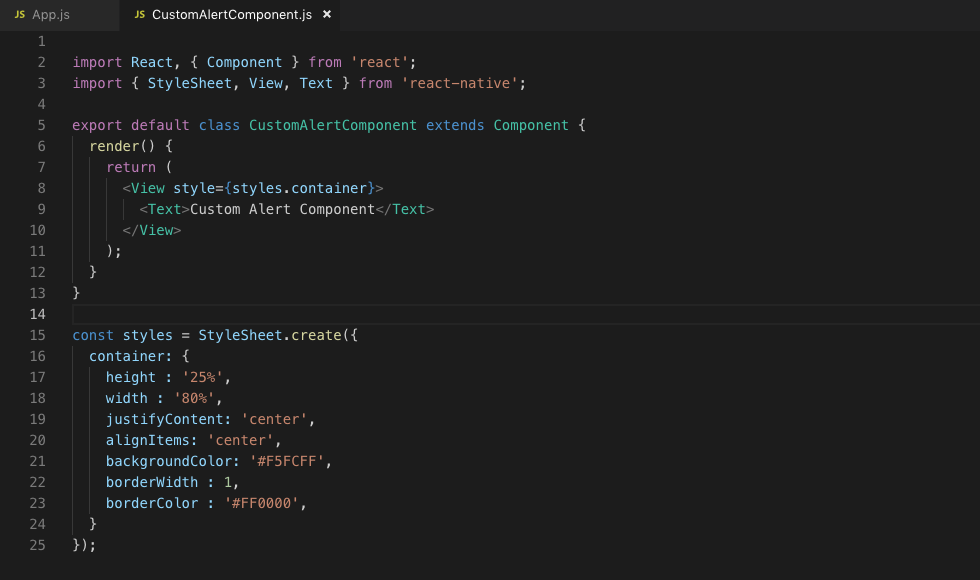 JS App.js JS CustomAlertComponent.js ×
1
2 import React, { Component } from 'react';
3 import { StyleSheet, View, Text } from 'react-native';
4
5 export default class CustomAlertComponent extends Component {
6 render() {
7 return (
8 <View style={styles.container}>
9 <Text>Custom Alert Component</Text>
10 </View>
11 );
12 }
13 }
14
15 const styles = StyleSheet.create({
16 container: {
17 height : '25%',
18 width : '80%',
19 justifyContent: 'center',
20 alignItems: 'center',
21 backgroundColor: '#F5FCFF',
22 borderWidth : 1,
23 borderColor : '#FF0000',
24 }
25 });